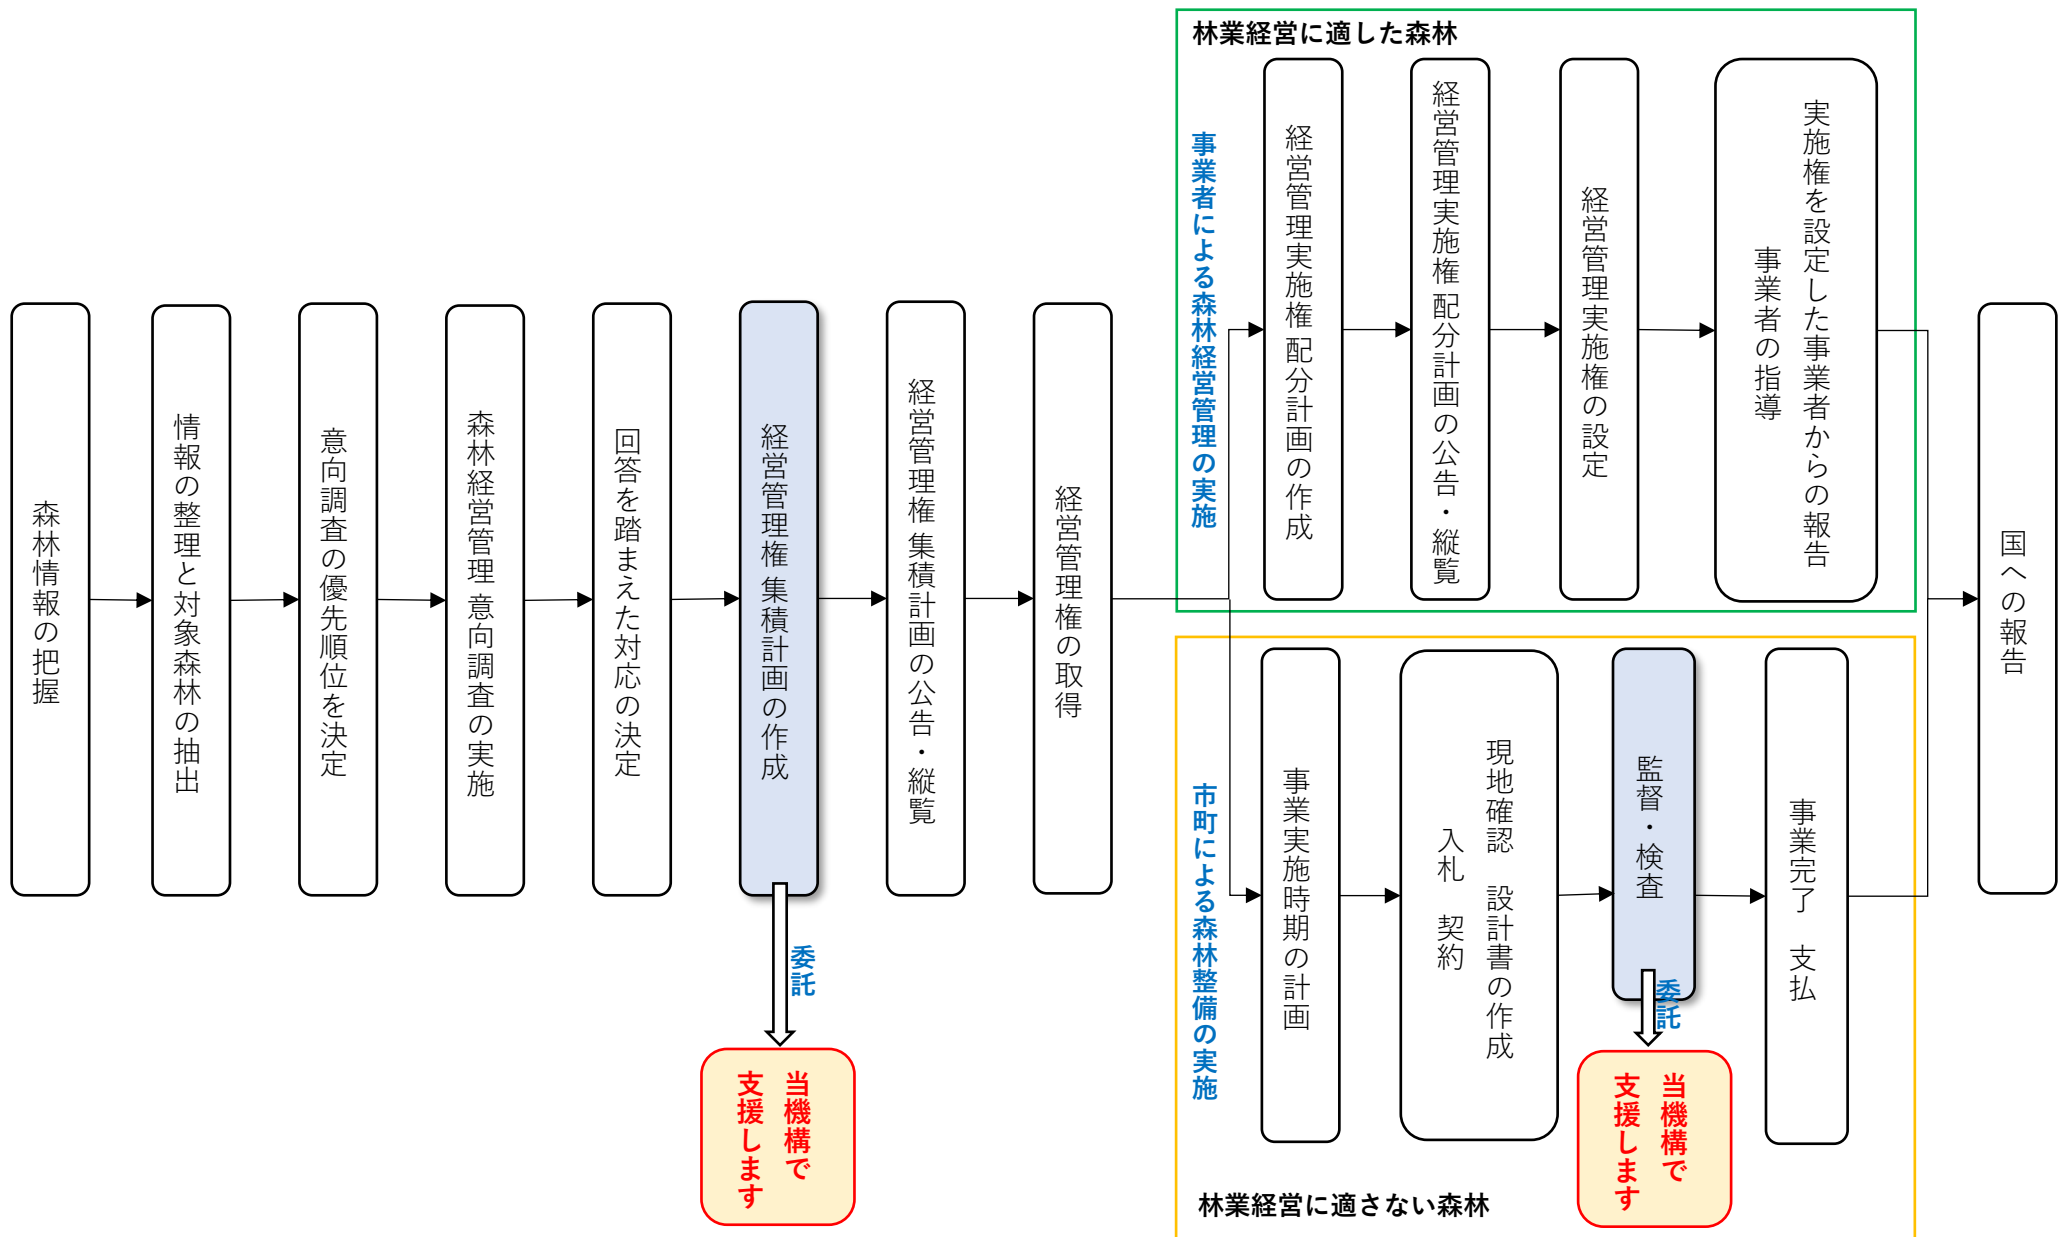 森林情報の把握
情報の整理と対象森林の抽出
意向調査の優先順位を決定
森林経営管理 意向調査の実施
回答を踏まえた対応の決定
経営管理権 集積計画の作成
委託
当機構で
支援します
経営管理権 集積計画の公告・縦覧
経営管理権の取得
林業経営に適した森林
事業者による森林経営管理の実施
経営管理実施権 配分計画の作成
経営管理実施権 配分計画の公告・縦覧
経営管理実施権の設定
実施権を設定した事業者からの報告
事業者の指導
市町による森林整備の実施
事業実施時期の計画
現地確認 設計書の作成
入札 契約
監督・検査
委託
当機構で
支援します
事業完了 支払
林業経営に適さない森林
国への報告